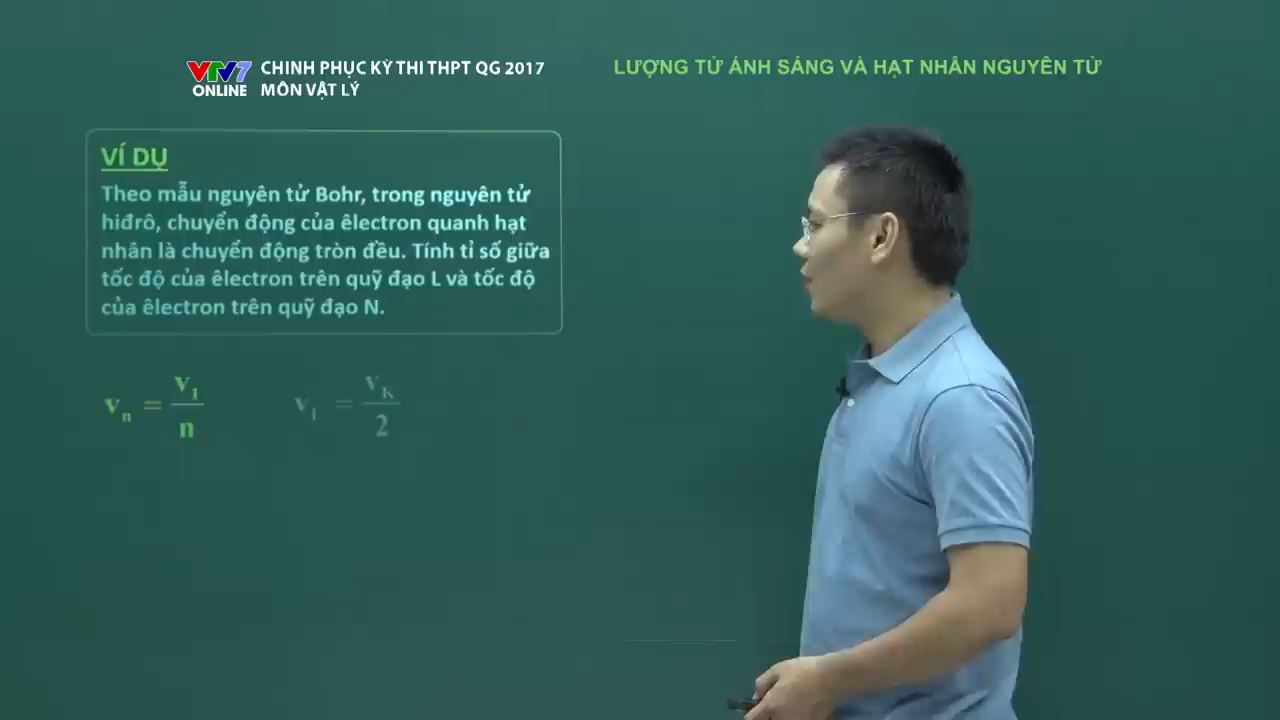 VTV7
ONLINE
CHINH PHỤC KỲ THI THPT QG 2017
MÔN VẬT LÝ
LƯỢNG TỬ ÁNH SÁNG VÀ HẠT NHÂN NGUYÊN TỬ
VÍ DỤ
Theo mẫu nguyên tử Bohr, trong nguyên tử
hiđrô, chuyển động của êlectron quanh hạt
nhân là chuyển động tròn đều. Tính tỉ số giữa
tốc độ của êlectron trên quỹ đạo L và tốc độ
của êlectron trên quỹ đạo N.
vₙ = v₁/n
= v_K/2